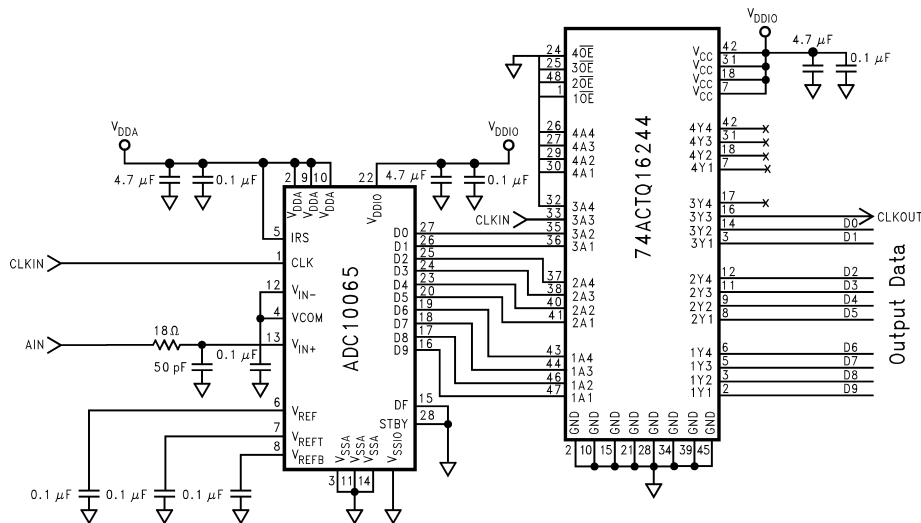 V_DDIO
4.7 µF
0.1 µF
24 4OE
25 3OE
48 2OE
1 1OE
V_CC 42
V_CC 31
V_CC 18
V_CC 7
26 4A4
27 4A3
29 4A2
30 4A1
4Y4 42
4Y3 31
4Y2 18
4Y1 7
32 3A4
CLKIN 33 3A3
35 3A2
36 3A1
3Y4 17
3Y3 16 CLKOUT
3Y2 14 D0
3Y1 3 D1
37 2A4
38 2A3
40 2A2
41 2A1
2Y4 12 D2
2Y3 11 D3
2Y2 9 D4
2Y1 8 D5
43 1A4
44 1A3
46 1A2
47 1A1
1Y4 6 D6
1Y3 5 D7
1Y2 3 D8
1Y1 2 D9
74ACTQ16244
Output Data
GND GND GND GND GND GND GND GND
2 10 15 21 28 34 39 45
V_DDA
4.7 µF
0.1 µF
V_DDIO
4.7 µF
0.1 µF
2 9 10 22
V_DDA V_DDA V_DDA V_DDIO
5 IRS
CLKIN 1 CLK
12 V_IN-
4 VCOM
AIN 18Ω 13 V_IN+
50 pF
0.1 µF
6 V_REF
7 V_REFT
8 V_REFB
0.1 µF
0.1 µF
0.1 µF
ADC10065
D0 27
D1 26
D2 25
D3 24
D4 23
D5 20
D6 19
D7 18
D8 17
D9 16
DF 15
STBY 28
V_SSA V_SSA V_SSA V_SSIO
3 11 14